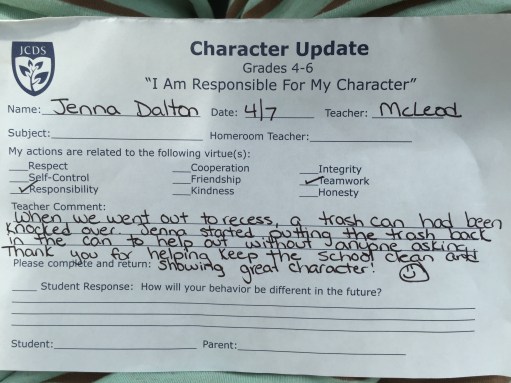 JCDS
Character Update
Grades 4-6
"I Am Responsible For My Character"
Name: Jenna Dalton Date: 4/7 Teacher: McLeod
Subject: Homeroom Teacher:
My actions are related to the following virtue(s):
Respect Cooperation Integrity
Self-Control Friendship Teamwork
Responsibility Kindness Honesty
Teacher Comment:
When we went out to recess, a trash can had been
knocked over. Jenna started putting the trash back
in the can to help out without anyone asking.
Thank you for helping keep the school clean and
Please complete and return: showing great character!
Student Response: How will your behavior be different in the future?
Student: Parent: